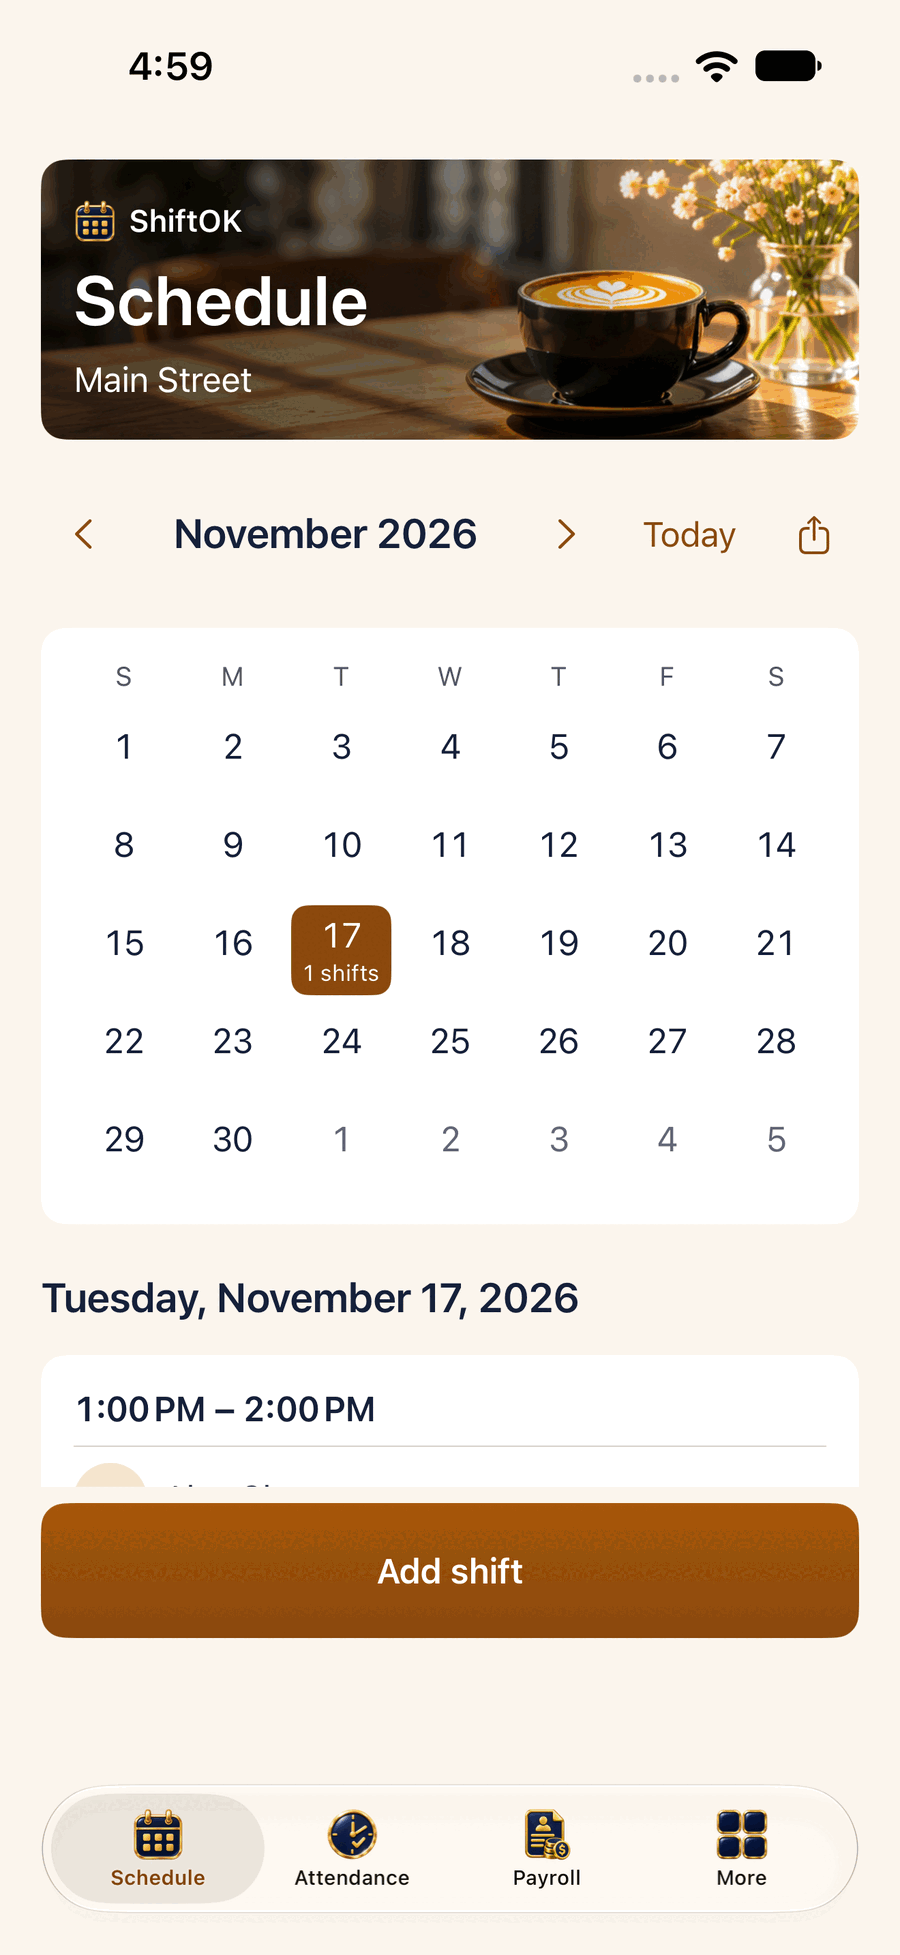 4:59
ShiftOK
Schedule
Main Street
November 2026
Today
S M T W T F S
1 2 3 4 5 6 7
8 9 10 11 12 13 14
15 16 17 18 19 20 21
1 shifts
22 23 24 25 26 27 28
29 30 1 2 3 4 5
Tuesday, November 17, 2026
1:00 PM – 2:00 PM
Add shift
Schedule Attendance Payroll More